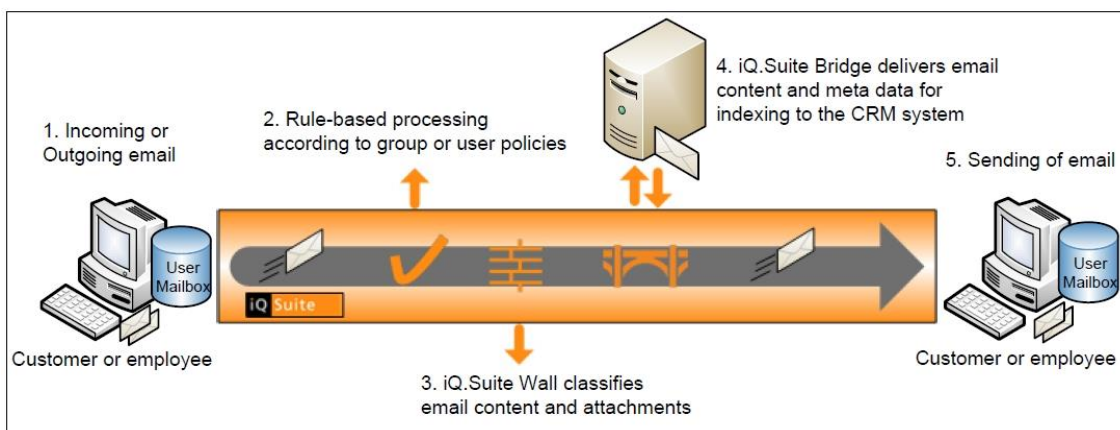 1. Incoming or
Outgoing email
2. Rule-based processing
according to group or user policies
4. iQ.Suite Bridge delivers email
content and meta data for
indexing to the CRM system
5. Sending of email
User
Mailbox
iQ Suite
User
Mailbox
Customer or employee
3. iQ.Suite Wall classifies
email content and attachments
Customer or employee